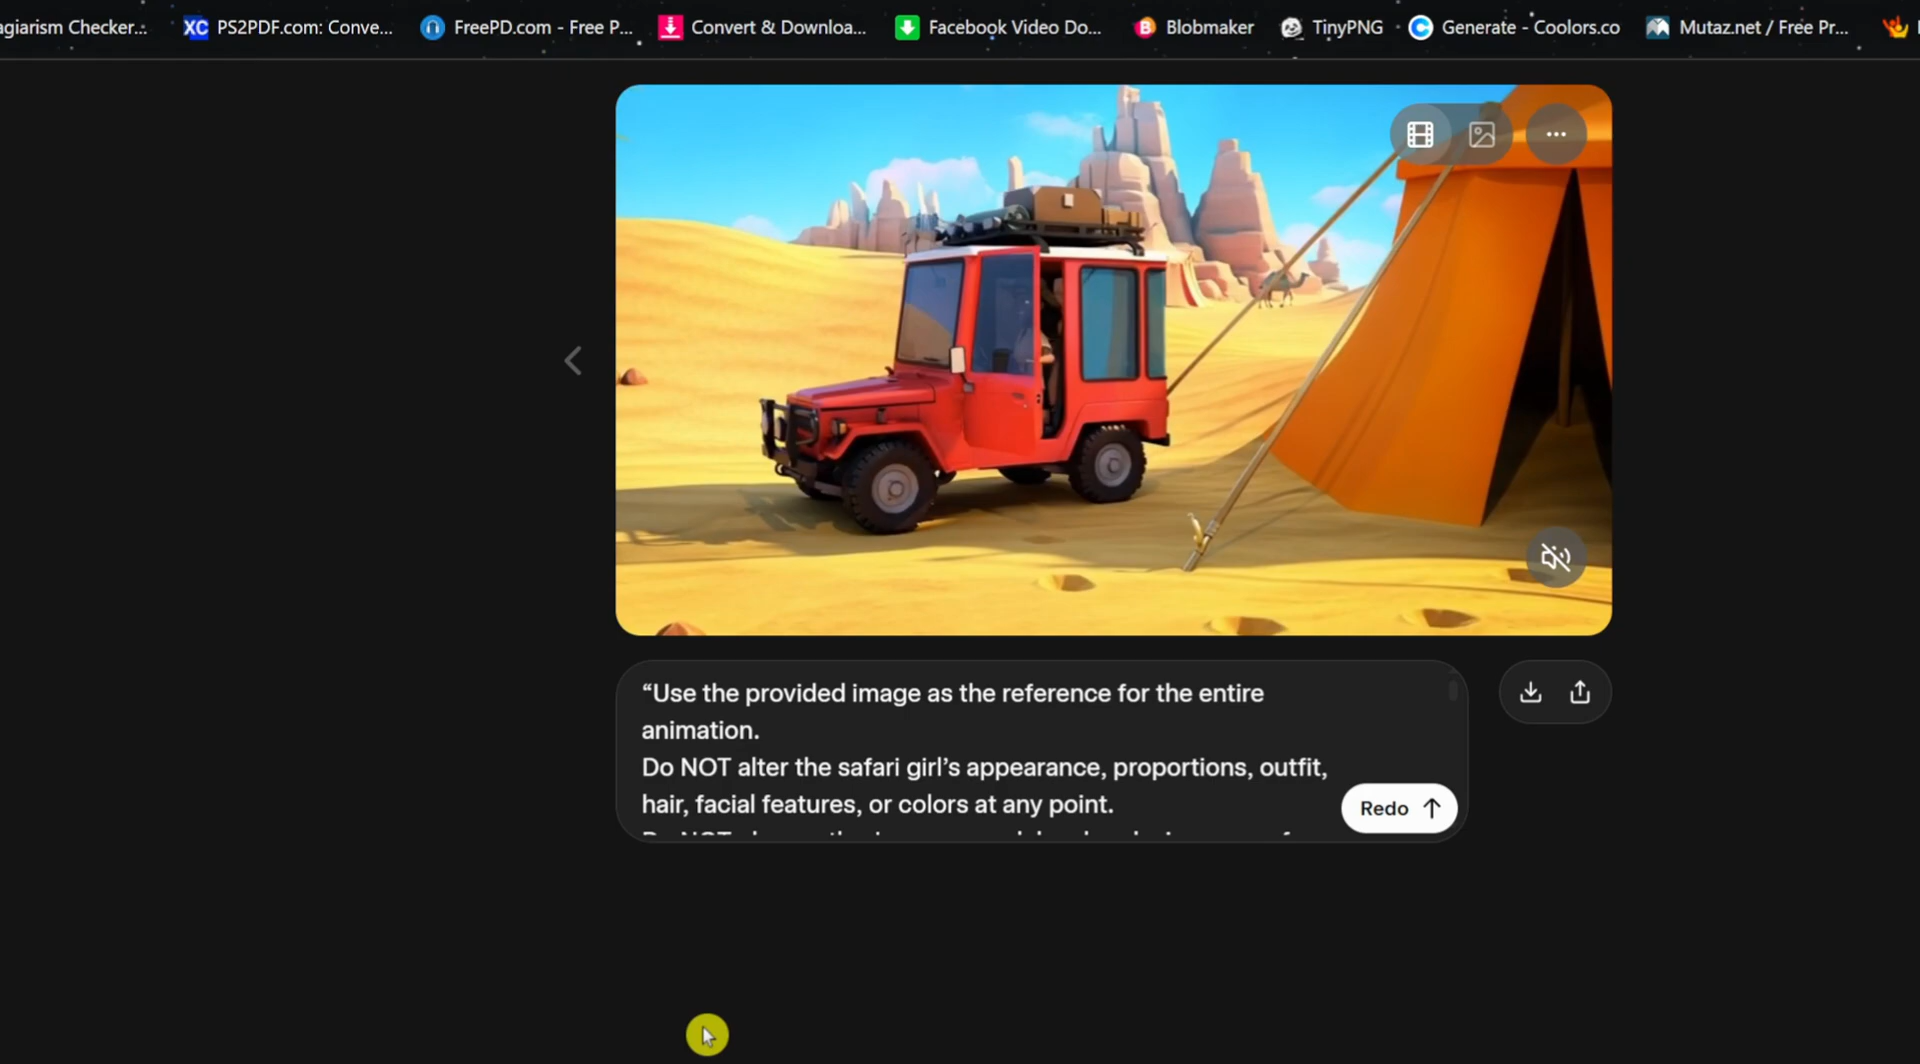 agiarism Checker...
XC PS2PDF.com: Conve...
FreePD.com - Free P...
Convert & Downloa...
Facebook Video Do...
B Blobmaker
TinyPNG
C Generate - Coolors.co
Mutaz.net / Free Pr...
“Use the provided image as the reference for the entire
animation.
Do NOT alter the safari girl’s appearance, proportions, outfit,
hair, facial features, or colors at any point.
Redo